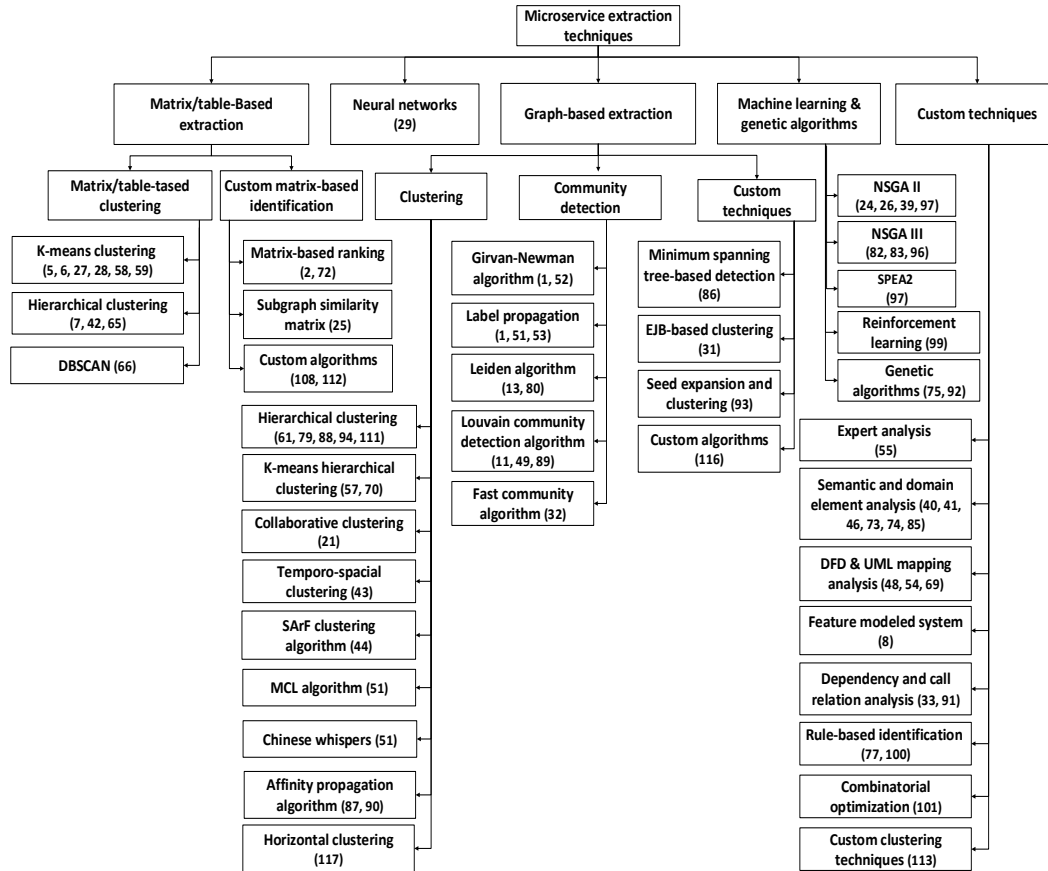 Microservice extraction
techniques
Matrix/table-Based
extraction
Neural networks
(29)
Graph-based extraction
Machine learning &
genetic algorithms
Custom techniques
Matrix/table-tased
clustering
Custom matrix-based
identification
Clustering
Community
detection
Custom
techniques
K-means clustering
(5, 6, 27, 28, 58, 59)
Hierarchical clustering
(7, 42, 65)
DBSCAN (66)
Matrix-based ranking
(2, 72)
Subgraph similarity
matrix (25)
Custom algorithms
(108, 112)
Hierarchical clustering
(61, 79, 88, 94, 111)
K-means hierarchical
clustering (57, 70)
Collaborative clustering
(21)
Temporo-spacial
clustering (43)
SArF clustering
algorithm (44)
MCL algorithm (51)
Chinese whispers (51)
Affinity propagation
algorithm (87, 90)
Horizontal clustering
(117)
Girvan-Newman
algorithm (1, 52)
Label propagation
(1, 51, 53)
Leiden algorithm
(13, 80)
Louvain community
detection algorithm
(11, 49, 89)
Fast community
algorithm (32)
Minimum spanning
tree-based detection
(86)
EJB-based clustering
(31)
Seed expansion and
clustering (93)
Custom algorithms
(116)
NSGA II
(24, 26, 39, 97)
NSGA III
(82, 83, 96)
SPEA2
(97)
Reinforcement
learning (99)
Genetic
algorithms (75, 92)
Expert analysis
(55)
Semantic and domain
element analysis (40, 41,
46, 73, 74, 85)
DFD & UML mapping
analysis (48, 54, 69)
Feature modeled system
(8)
Dependency and call
relation analysis (33, 91)
Rule-based identification
(77, 100)
Combinatorial
optimization (101)
Custom clustering
techniques (113)